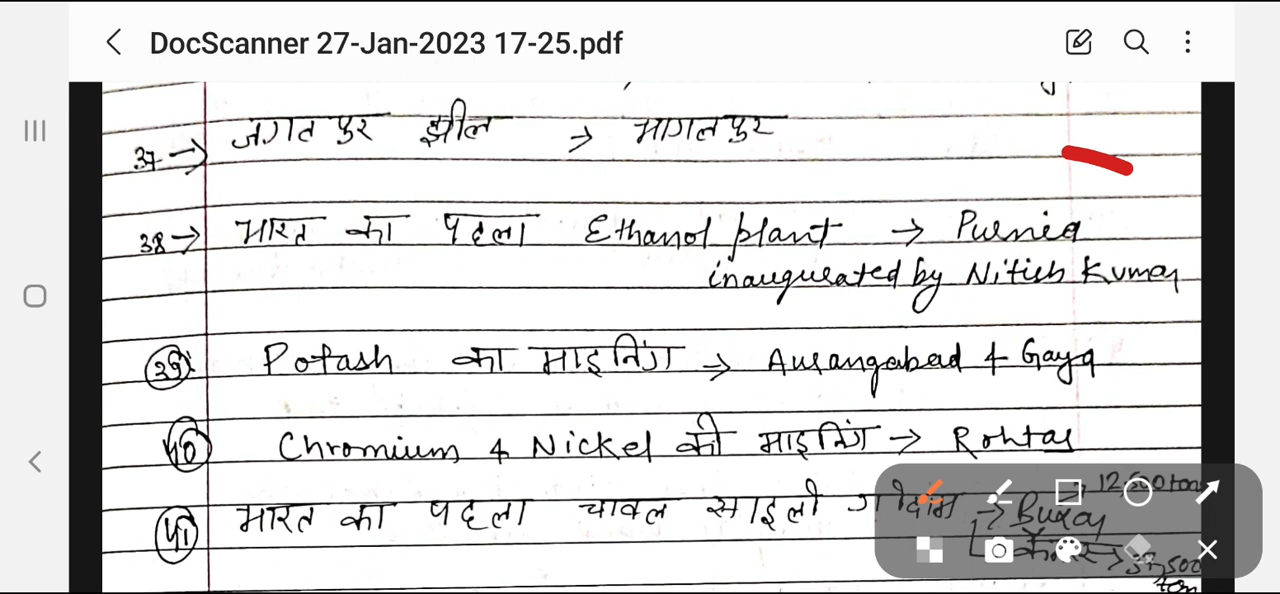 DocScanner 27-Jan-2023 17-25.pdf
37→ जगतपुर झील → भागलपुर
38→ भारत का पहला Ethanol plant → Purnia
inaugurated by Nitish Kumar
39 Potash का माइनिंग → Aurangabad & Gaya
40 Chromium & Nickel की माइनिंग → Rohtas
41 भारत का पहला चावल साइलो गोदाम → Buxar
→ 37,500
ton